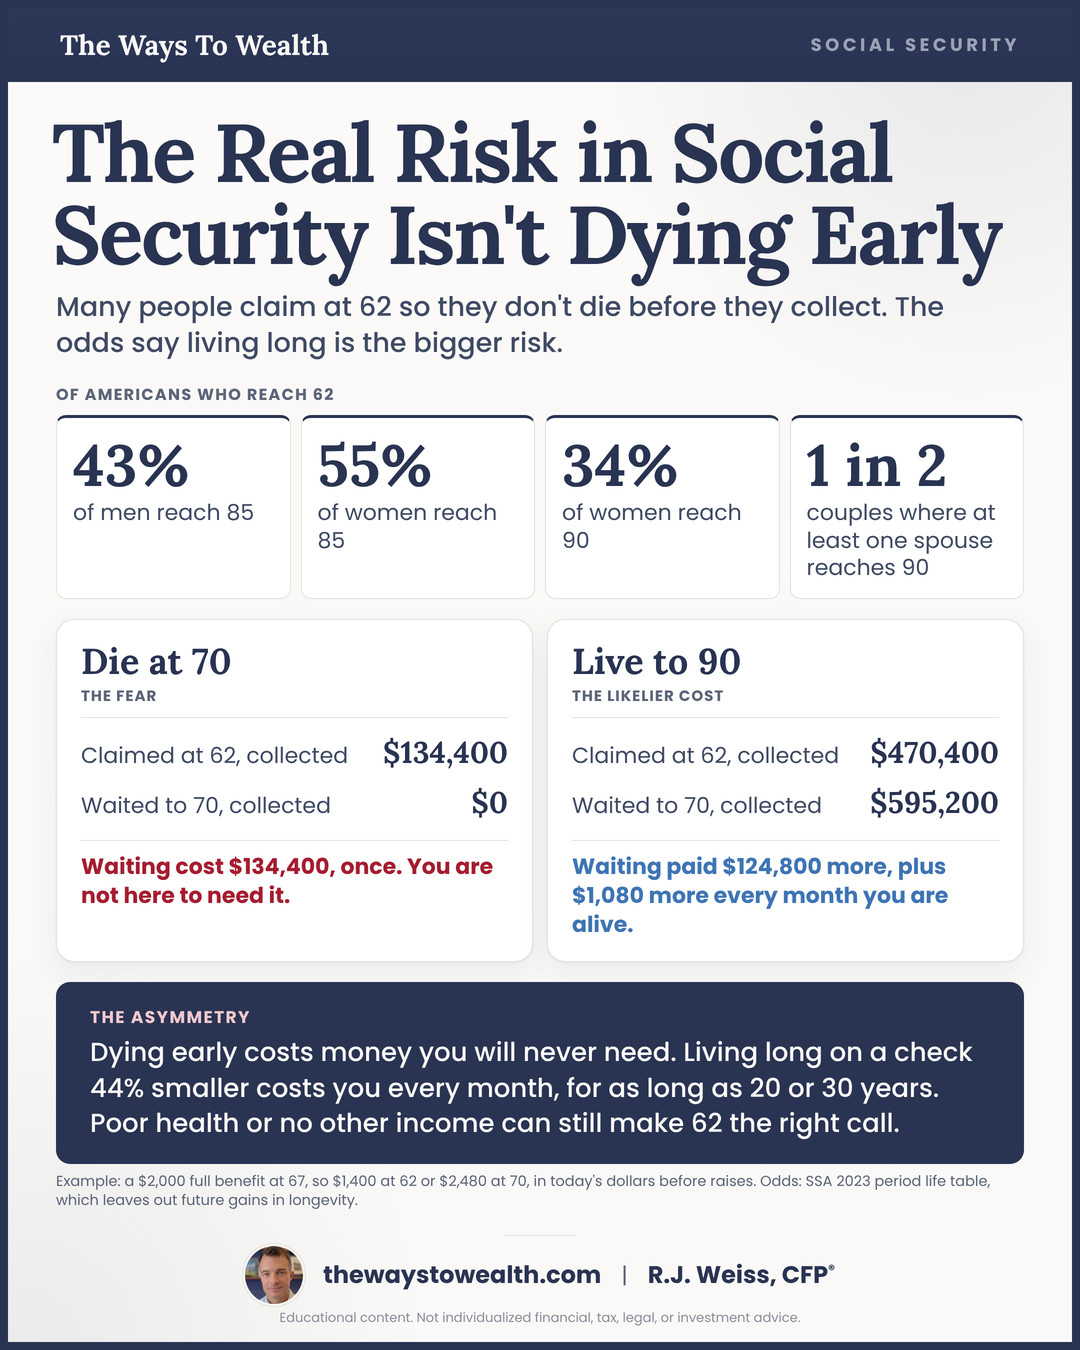 The Ways To Wealth
SOCIAL SECURITY
The Real Risk in Social
Security Isn't Dying Early
Many people claim at 62 so they don't die before they collect. The
odds say living long is the bigger risk.
OF AMERICANS WHO REACH 62
43%
of men reach 85
55%
of women reach
85
34%
of women reach
90
1 in 2
couples where at
least one spouse
reaches 90
Die at 70
THE FEAR
Claimed at 62, collected $134,400
Waited to 70, collected $0
Waiting cost $134,400, once. You are
not here to need it.
Live to 90
THE LIKELIER COST
Claimed at 62, collected $470,400
Waited to 70, collected $595,200
Waiting paid $124,800 more, plus
$1,080 more every month you are
alive.
THE ASYMMETRY
Dying early costs money you will never need. Living long on a check
44% smaller costs you every month, for as long as 20 or 30 years.
Poor health or no other income can still make 62 the right call.
Example: a $2,000 full benefit at 67, so $1,400 at 62 or $2,480 at 70, in today's dollars before raises. Odds: SSA 2023 period life table,
which leaves out future gains in longevity.
thewaystowealth.com | R.J. Weiss, CFP®
Educational content. Not individualized financial, tax, legal, or investment advice.